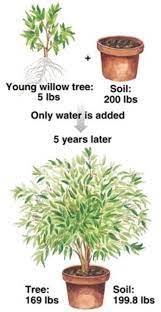 +
Young willow tree:
5 lbs
Soil:
200 lbs
Only water is added
5 years later
Tree:
169 lbs
Soil:
199.8 lbs